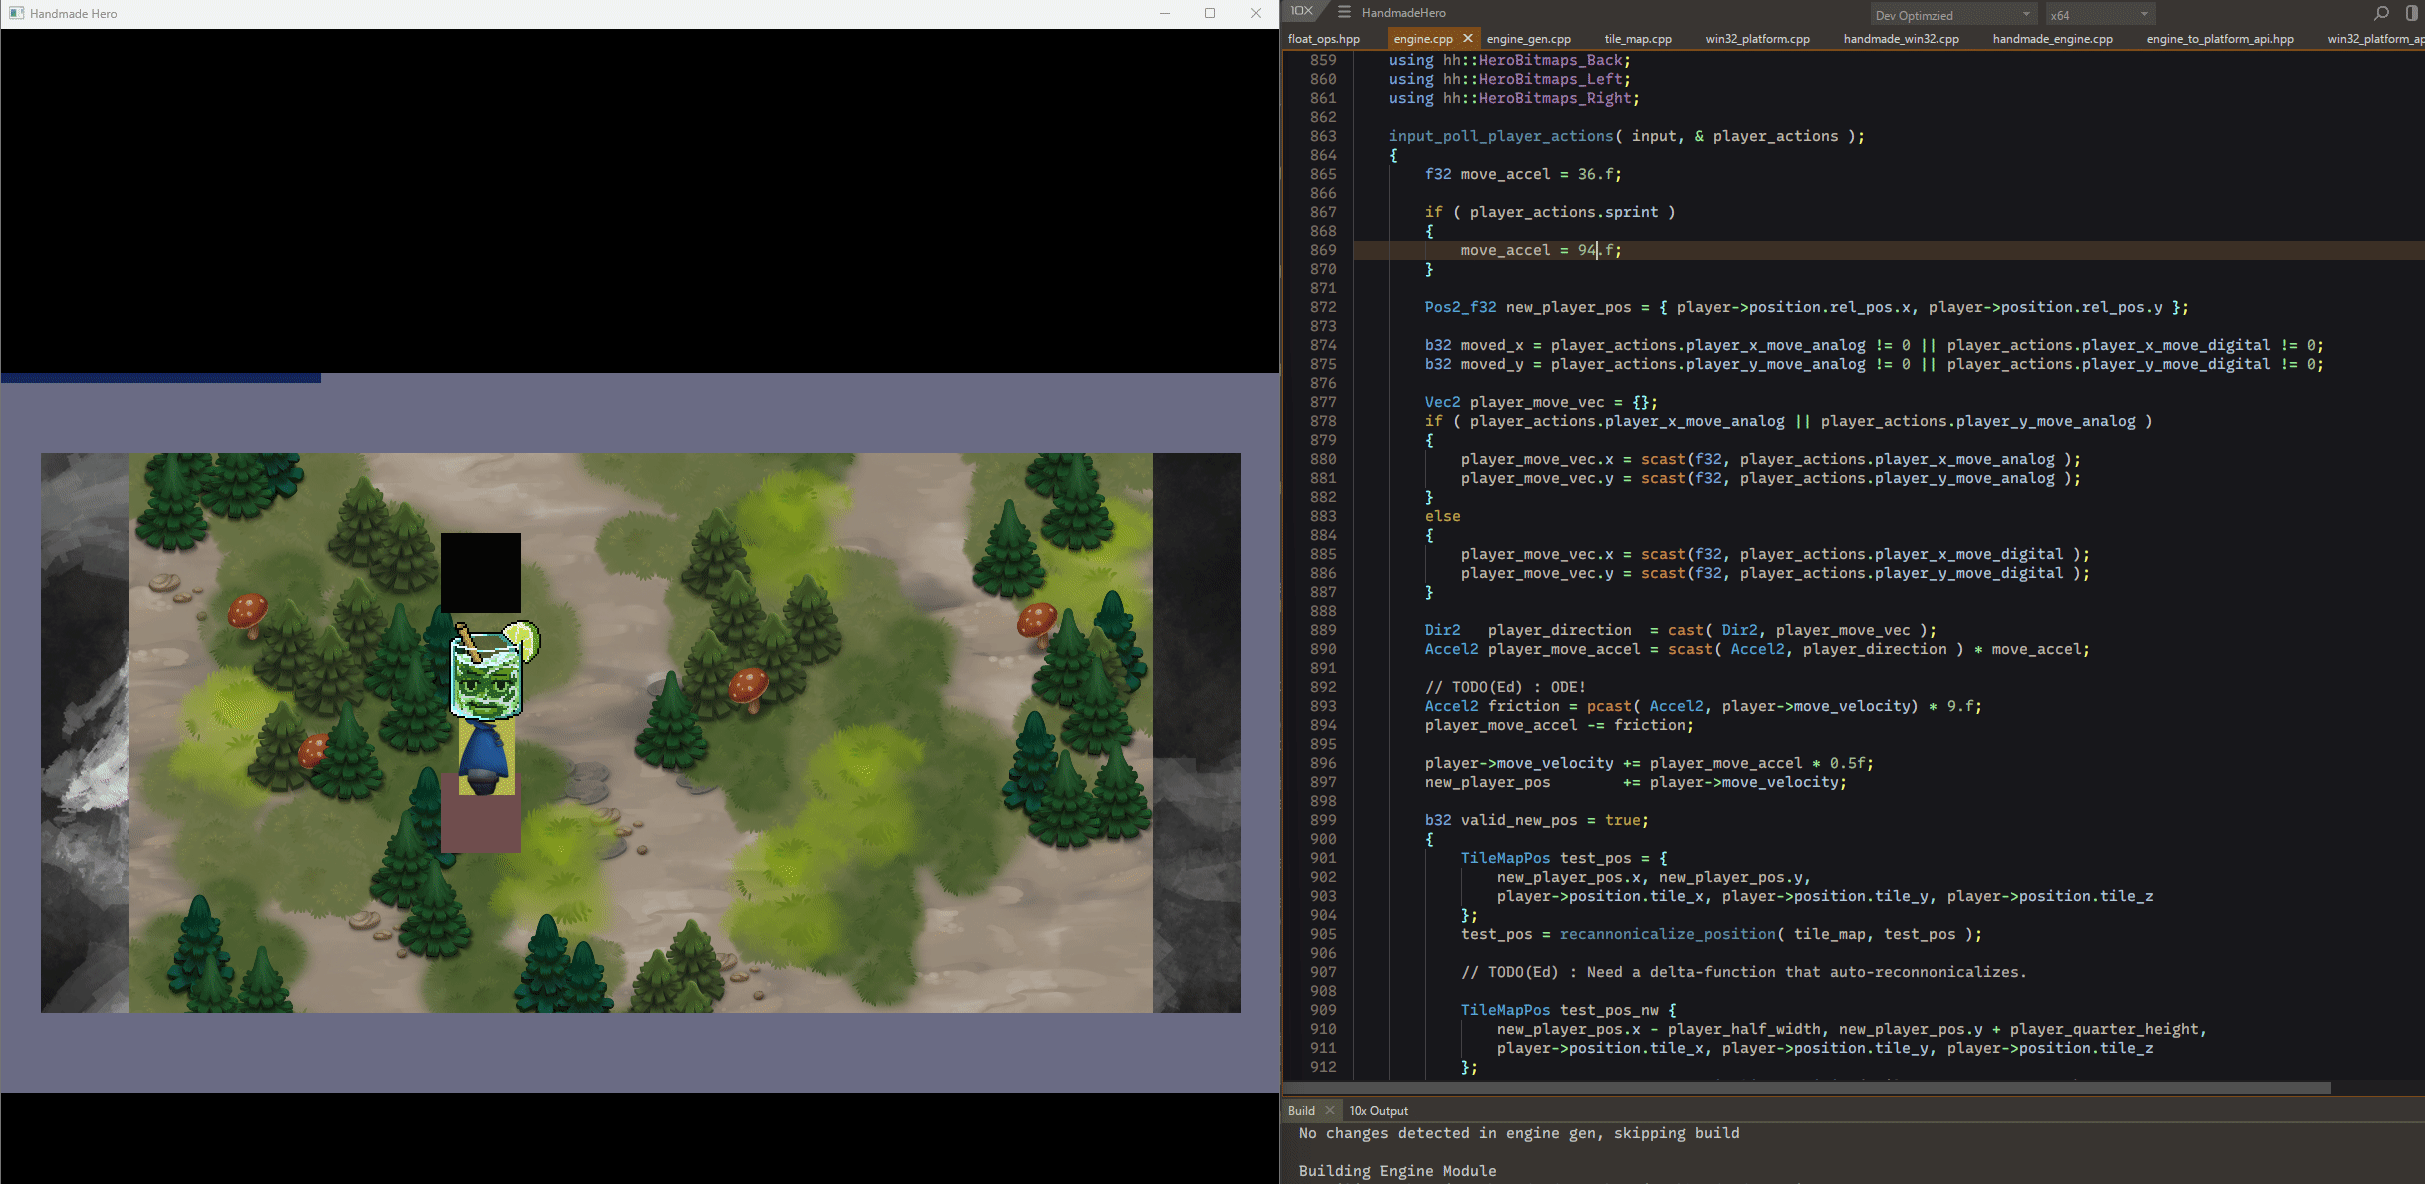 Handmade Hero
10X
HandmadeHero
Dev Optimzied
x64
float_ops.hpp
engine.cpp
engine_gen.cpp
tile_map.cpp
win32_platform.cpp
handmade_win32.cpp
handmade_engine.cpp
engine_to_platform_api.hpp
win32_platform_ap
859 using hh::HeroBitmaps_Back;
860 using hh::HeroBitmaps_Left;
861 using hh::HeroBitmaps_Right;
862
863 input_poll_player_actions( input, & player_actions );
864 {
865 f32 move_accel = 36.f;
866
867 if ( player_actions.sprint )
868 {
869 move_accel = 94.f;
870 }
871
872 Pos2_f32 new_player_pos = { player->position.rel_pos.x, player->position.rel_pos.y };
873
874 b32 moved_x = player_actions.player_x_move_analog != 0 || player_actions.player_x_move_digital != 0;
875 b32 moved_y = player_actions.player_y_move_analog != 0 || player_actions.player_y_move_digital != 0;
876
877 Vec2 player_move_vec = {};
878 if ( player_actions.player_x_move_analog || player_actions.player_y_move_analog )
879 {
880 player_move_vec.x = scast(f32, player_actions.player_x_move_analog );
881 player_move_vec.y = scast(f32, player_actions.player_y_move_analog );
882 }
883 else
884 {
885 player_move_vec.x = scast(f32, player_actions.player_x_move_digital );
886 player_move_vec.y = scast(f32, player_actions.player_y_move_digital );
887 }
888
889 Dir2 player_direction = cast( Dir2, player_move_vec );
890 Accel2 player_move_accel = scast( Accel2, player_direction ) * move_accel;
891
892 // TODO(Ed) : ODE!
893 Accel2 friction = pcast( Accel2, player->move_velocity) * 9.f;
894 player_move_accel -= friction;
895
896 player->move_velocity += player_move_accel * 0.5f;
897 new_player_pos += player->move_velocity;
898
899 b32 valid_new_pos = true;
900 {
901 TileMapPos test_pos = {
902 new_player_pos.x, new_player_pos.y,
903 player->position.tile_x, player->position.tile_y, player->position.tile_z
904 };
905 test_pos = recannonicalize_position( tile_map, test_pos );
906
907 // TODO(Ed) : Need a delta-function that auto-reconnonicalizes.
908
909 TileMapPos test_pos_nw {
910 new_player_pos.x - player_half_width, new_player_pos.y + player_quarter_height,
911 player->position.tile_x, player->position.tile_y, player->position.tile_z
912 };
Build
10x Output
No changes detected in engine gen, skipping build
Building Engine Module